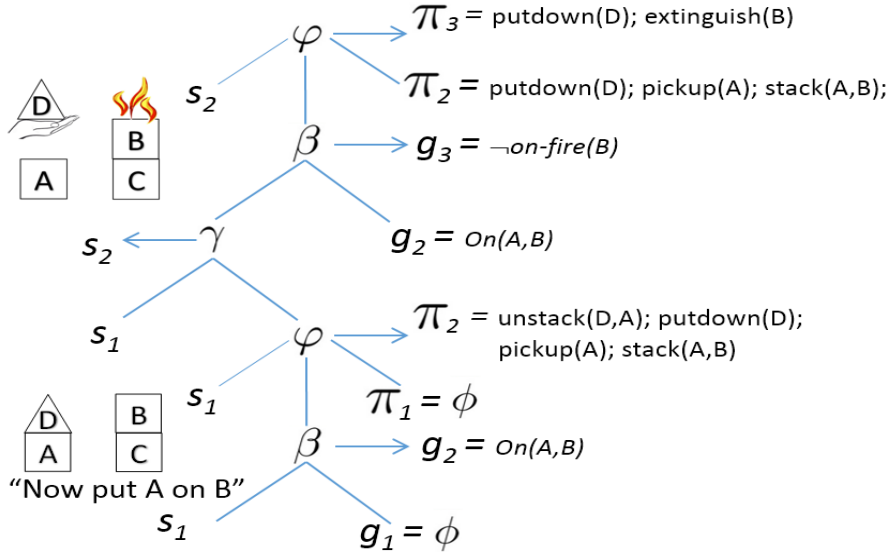 φ
π3 = putdown(D); extinguish(B)
s2
π2 = putdown(D); pickup(A); stack(A,B);
D
B
A
C
β
g3 = ¬on-fire(B)
s2
γ
g2 = On(A,B)
s1
φ
π2 = unstack(D,A); putdown(D);
pickup(A); stack(A,B)
s1
π1 = ϕ
D
B
A
C
β
g2 = On(A,B)
“Now put A on B”
s1
g1 = ϕ